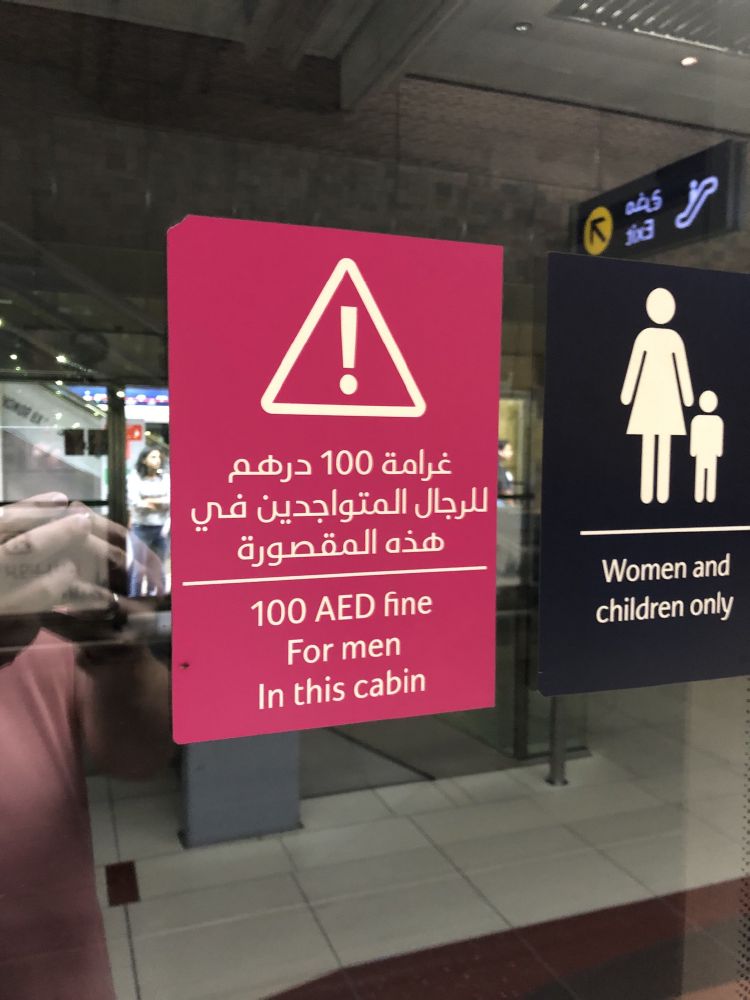 غرامة 100 درهم
للرجال المتواجدين في
هذه المقصورة
100 AED fine
For men
In this cabin
Women and
children only
مخرج
Exit